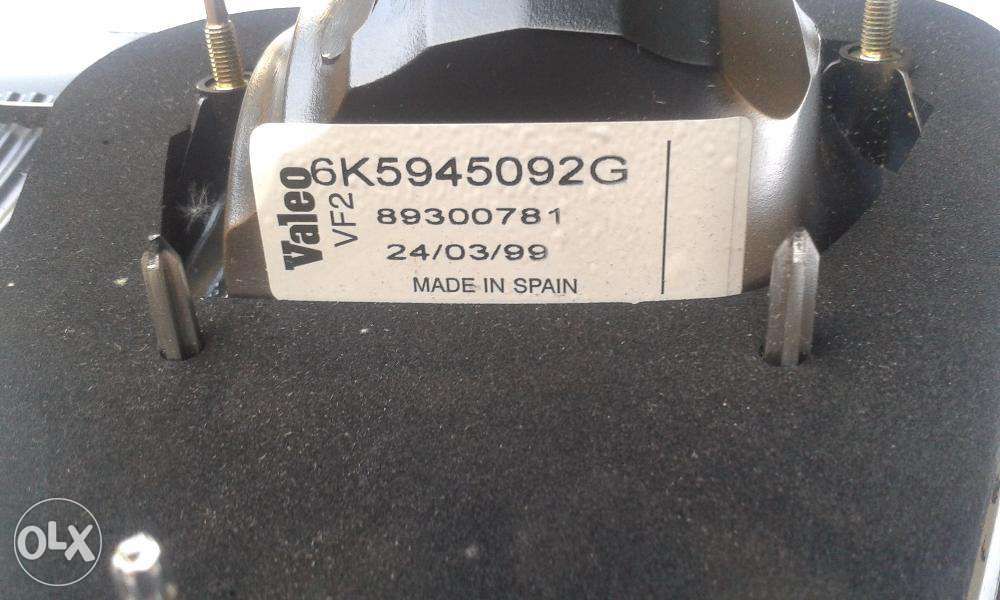 Valeo
VF2
6K5945092G
89300781
24/03/99
MADE IN SPAIN
OLX